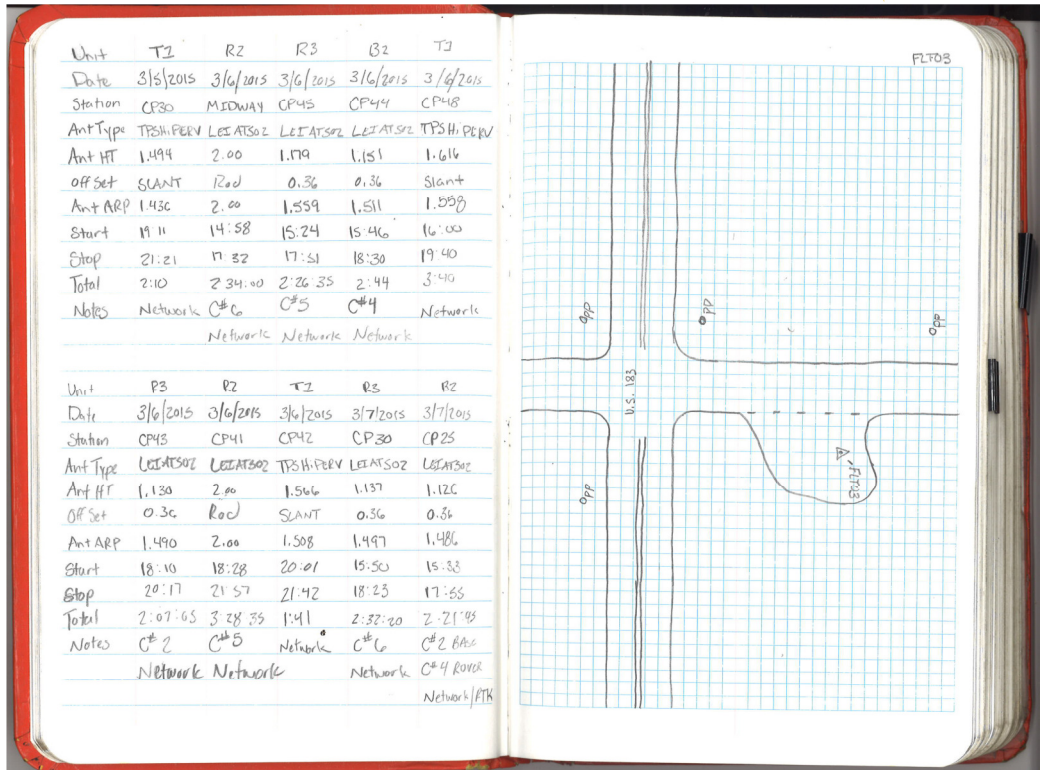 Unit T1 R2 R3 B2 T1
Date 3/5/2015 3/6/2015 3/6/2015 3/6/2015 3/6/2015
Station CP30 MIDWAY CP45 CP44 CP48
Ant Type TPSHiPERV LEIATS02 LEIATS02 LEIATS02 TPSHiPERV
Ant HT 1.494 2.00 1.179 1.151 1.616
Off Set SLANT Rod 0.36 0.36 Slant
Ant ARP 1.436 2.00 1.559 1.511 1.558
Start 19 11 14:58 15:24 15:46 16:00
Stop 21:21 17 32 17:51 18:30 19 40
Total 2:10 2 34:00 2:26 35 2:44 3:40
Notes Network C#6 C#5 C#4 Network
Network Network Network
Unit R2 T1 R3 R2
Date 3/6/2015 3/6/2015 3/6/2015 3/7/2015 3/7/2015
Station CP43 CP41 CP42 CP30 CP25
Ant Type LEIATS02 LEIATS02 TPSHiPERV LEIATS02 LEIATS02
Ant HT 1.130 2.00 1.566 1.137 1.126
Off Set 0.36 Rod SLANT 0.36 0.36
Ant ARP 1.490 2.00 1.508 1.497 1.486
Start 18:10 18:28 20:01 15:50 15:33
Stop 20:17 21 57 21:42 18:23 17:55
Total 2:07:05 3:28 35 1:41 2:32:20 2:21:45
Notes C#2 C#5 Network C#6 C#2 BASE
Network Network Network C#4 ROVER
Network/RTK
FLT03
PP
PP
PP
U.S. 183
FLT03
PP